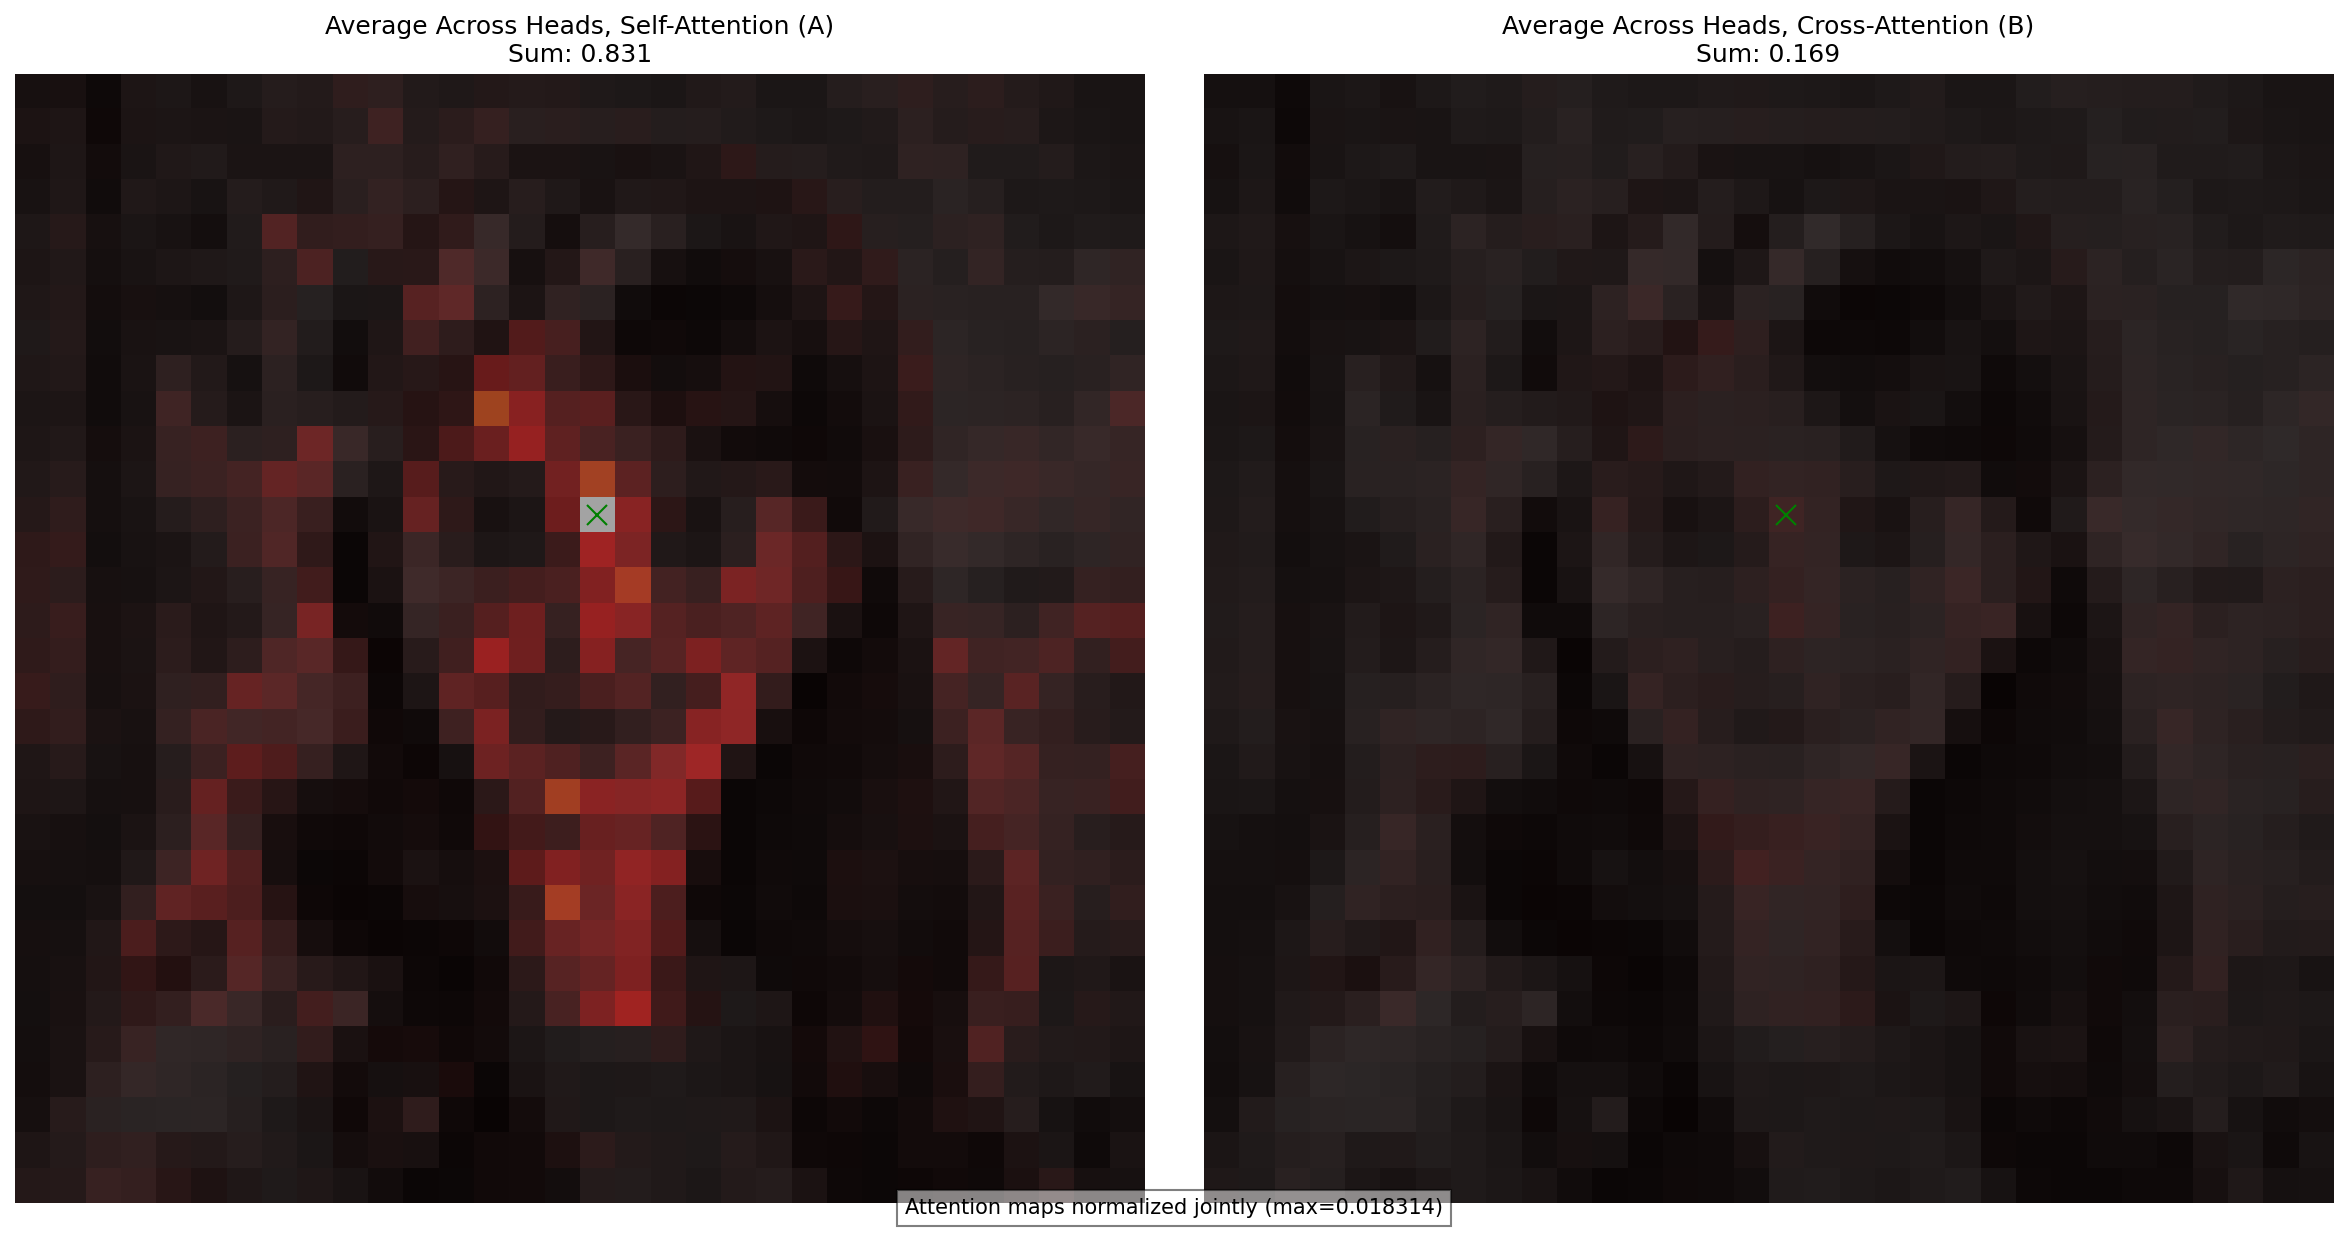 Average Across Heads, Self-Attention (A)
Sum: 0.831
Average Across Heads, Cross-Attention (B)
Sum: 0.169
Attention maps normalized jointly (max=0.018314)